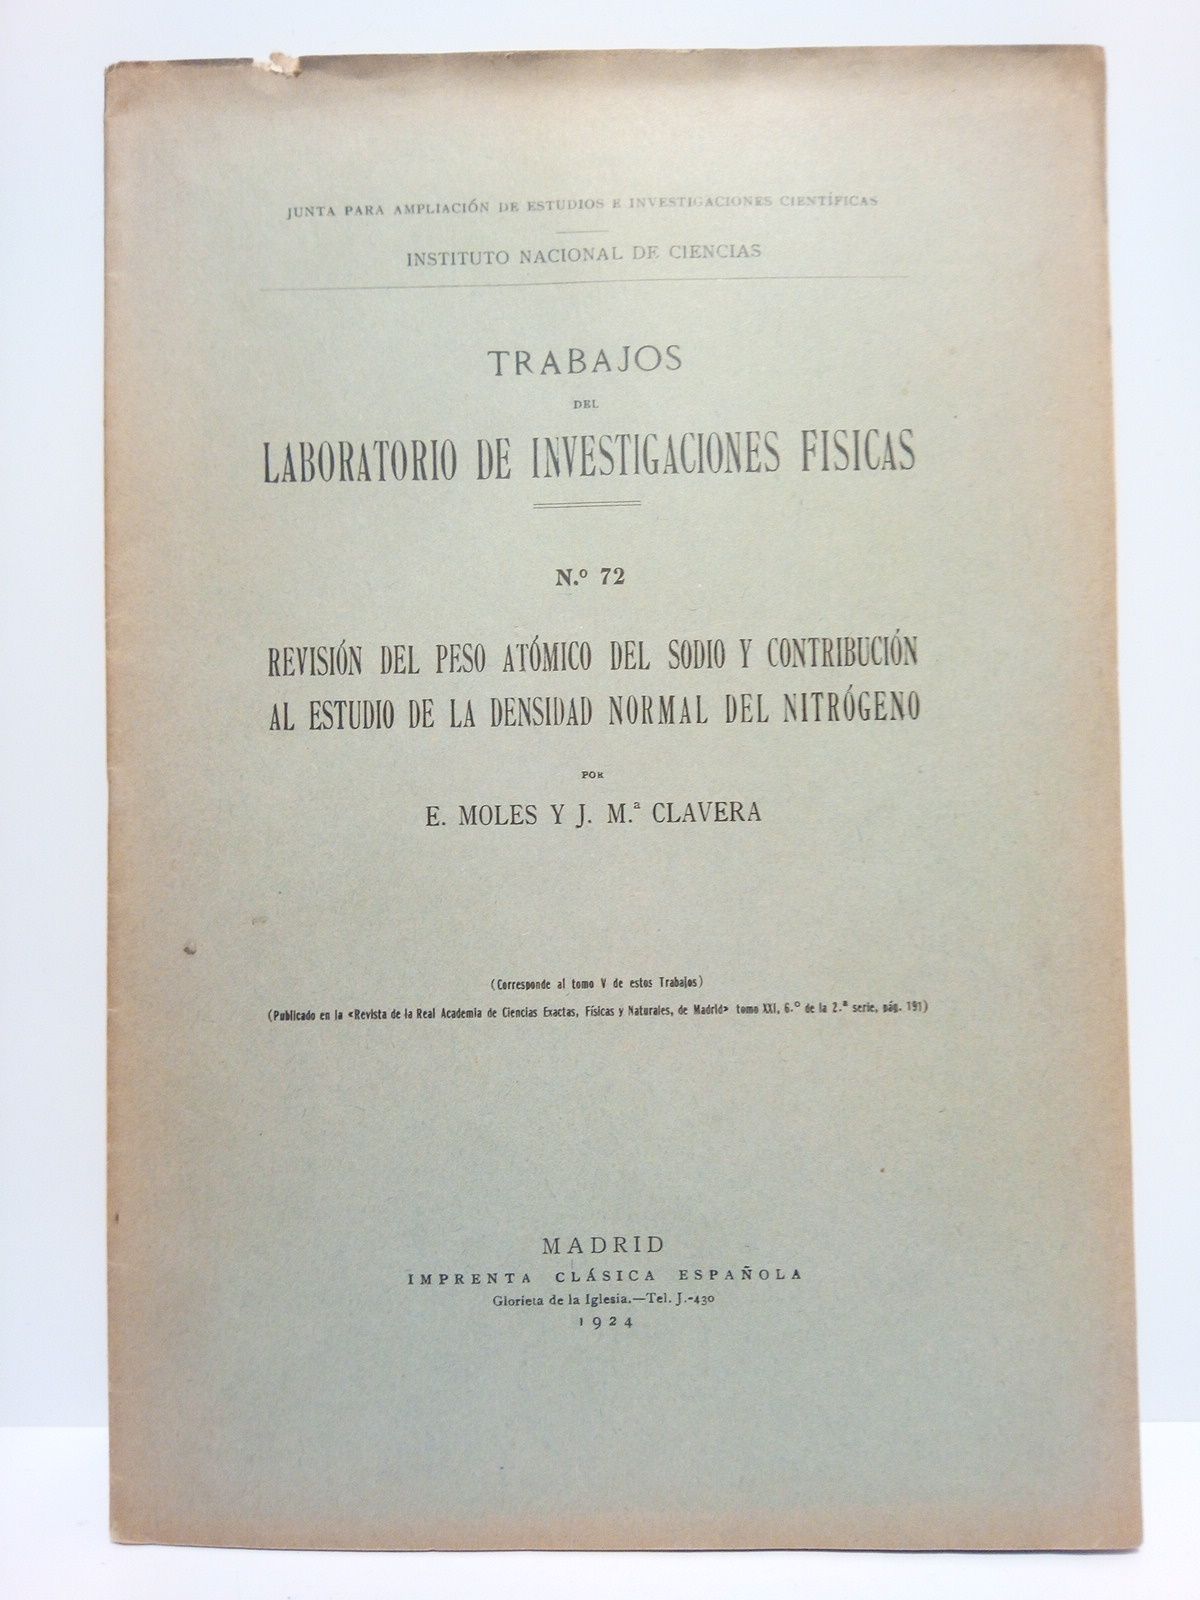 JUNTA PARA AMPLIACIÓN DE ESTUDIOS E INVESTIGACIONES CIENTÍFICAS
INSTITUTO NACIONAL DE CIENCIAS
TRABAJOS
DEL
LABORATORIO DE INVESTIGACIONES FISICAS
N.º 72
REVISIÓN DEL PESO ATÓMICO DEL SODIO Y CONTRIBUCIÓN
AL ESTUDIO DE LA DENSIDAD NORMAL DEL NITRÓGENO
POR
E. MOLES Y J. M.ª CLAVERA
(Corresponde al tomo V de estos Trabajos)
(Publicado en la «Revista de la Real Academia de Ciencias Exactas, Físicas y Naturales, de Madrid» tomo XXI, 6.º de la 2.ª serie, pág. 191)
MADRID
IMPRENTA CLÁSICA ESPAÑOLA
Glorieta de la Iglesia.—Tel. J.-430
1924